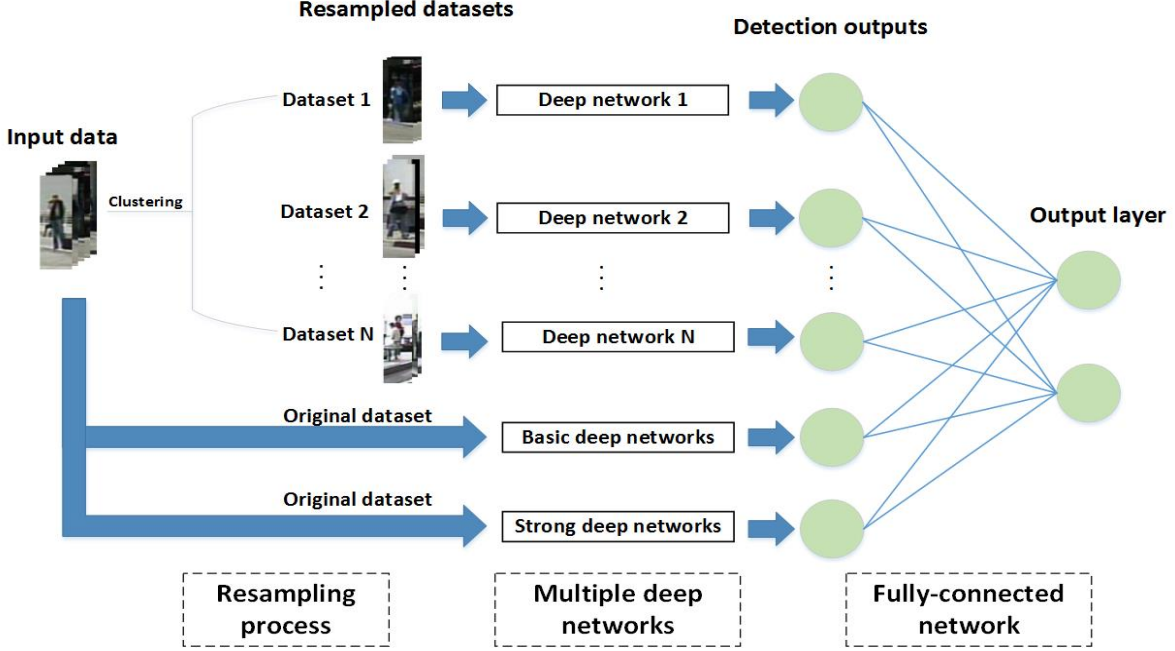 Resampled datasets
Detection outputs
Input data
Clustering
Dataset 1
Deep network 1
Dataset 2
Deep network 2
Output layer
Dataset N
Deep network N
Original dataset
Basic deep networks
Original dataset
Strong deep networks
Resampling
process
Multiple deep
networks
Fully-connected
network